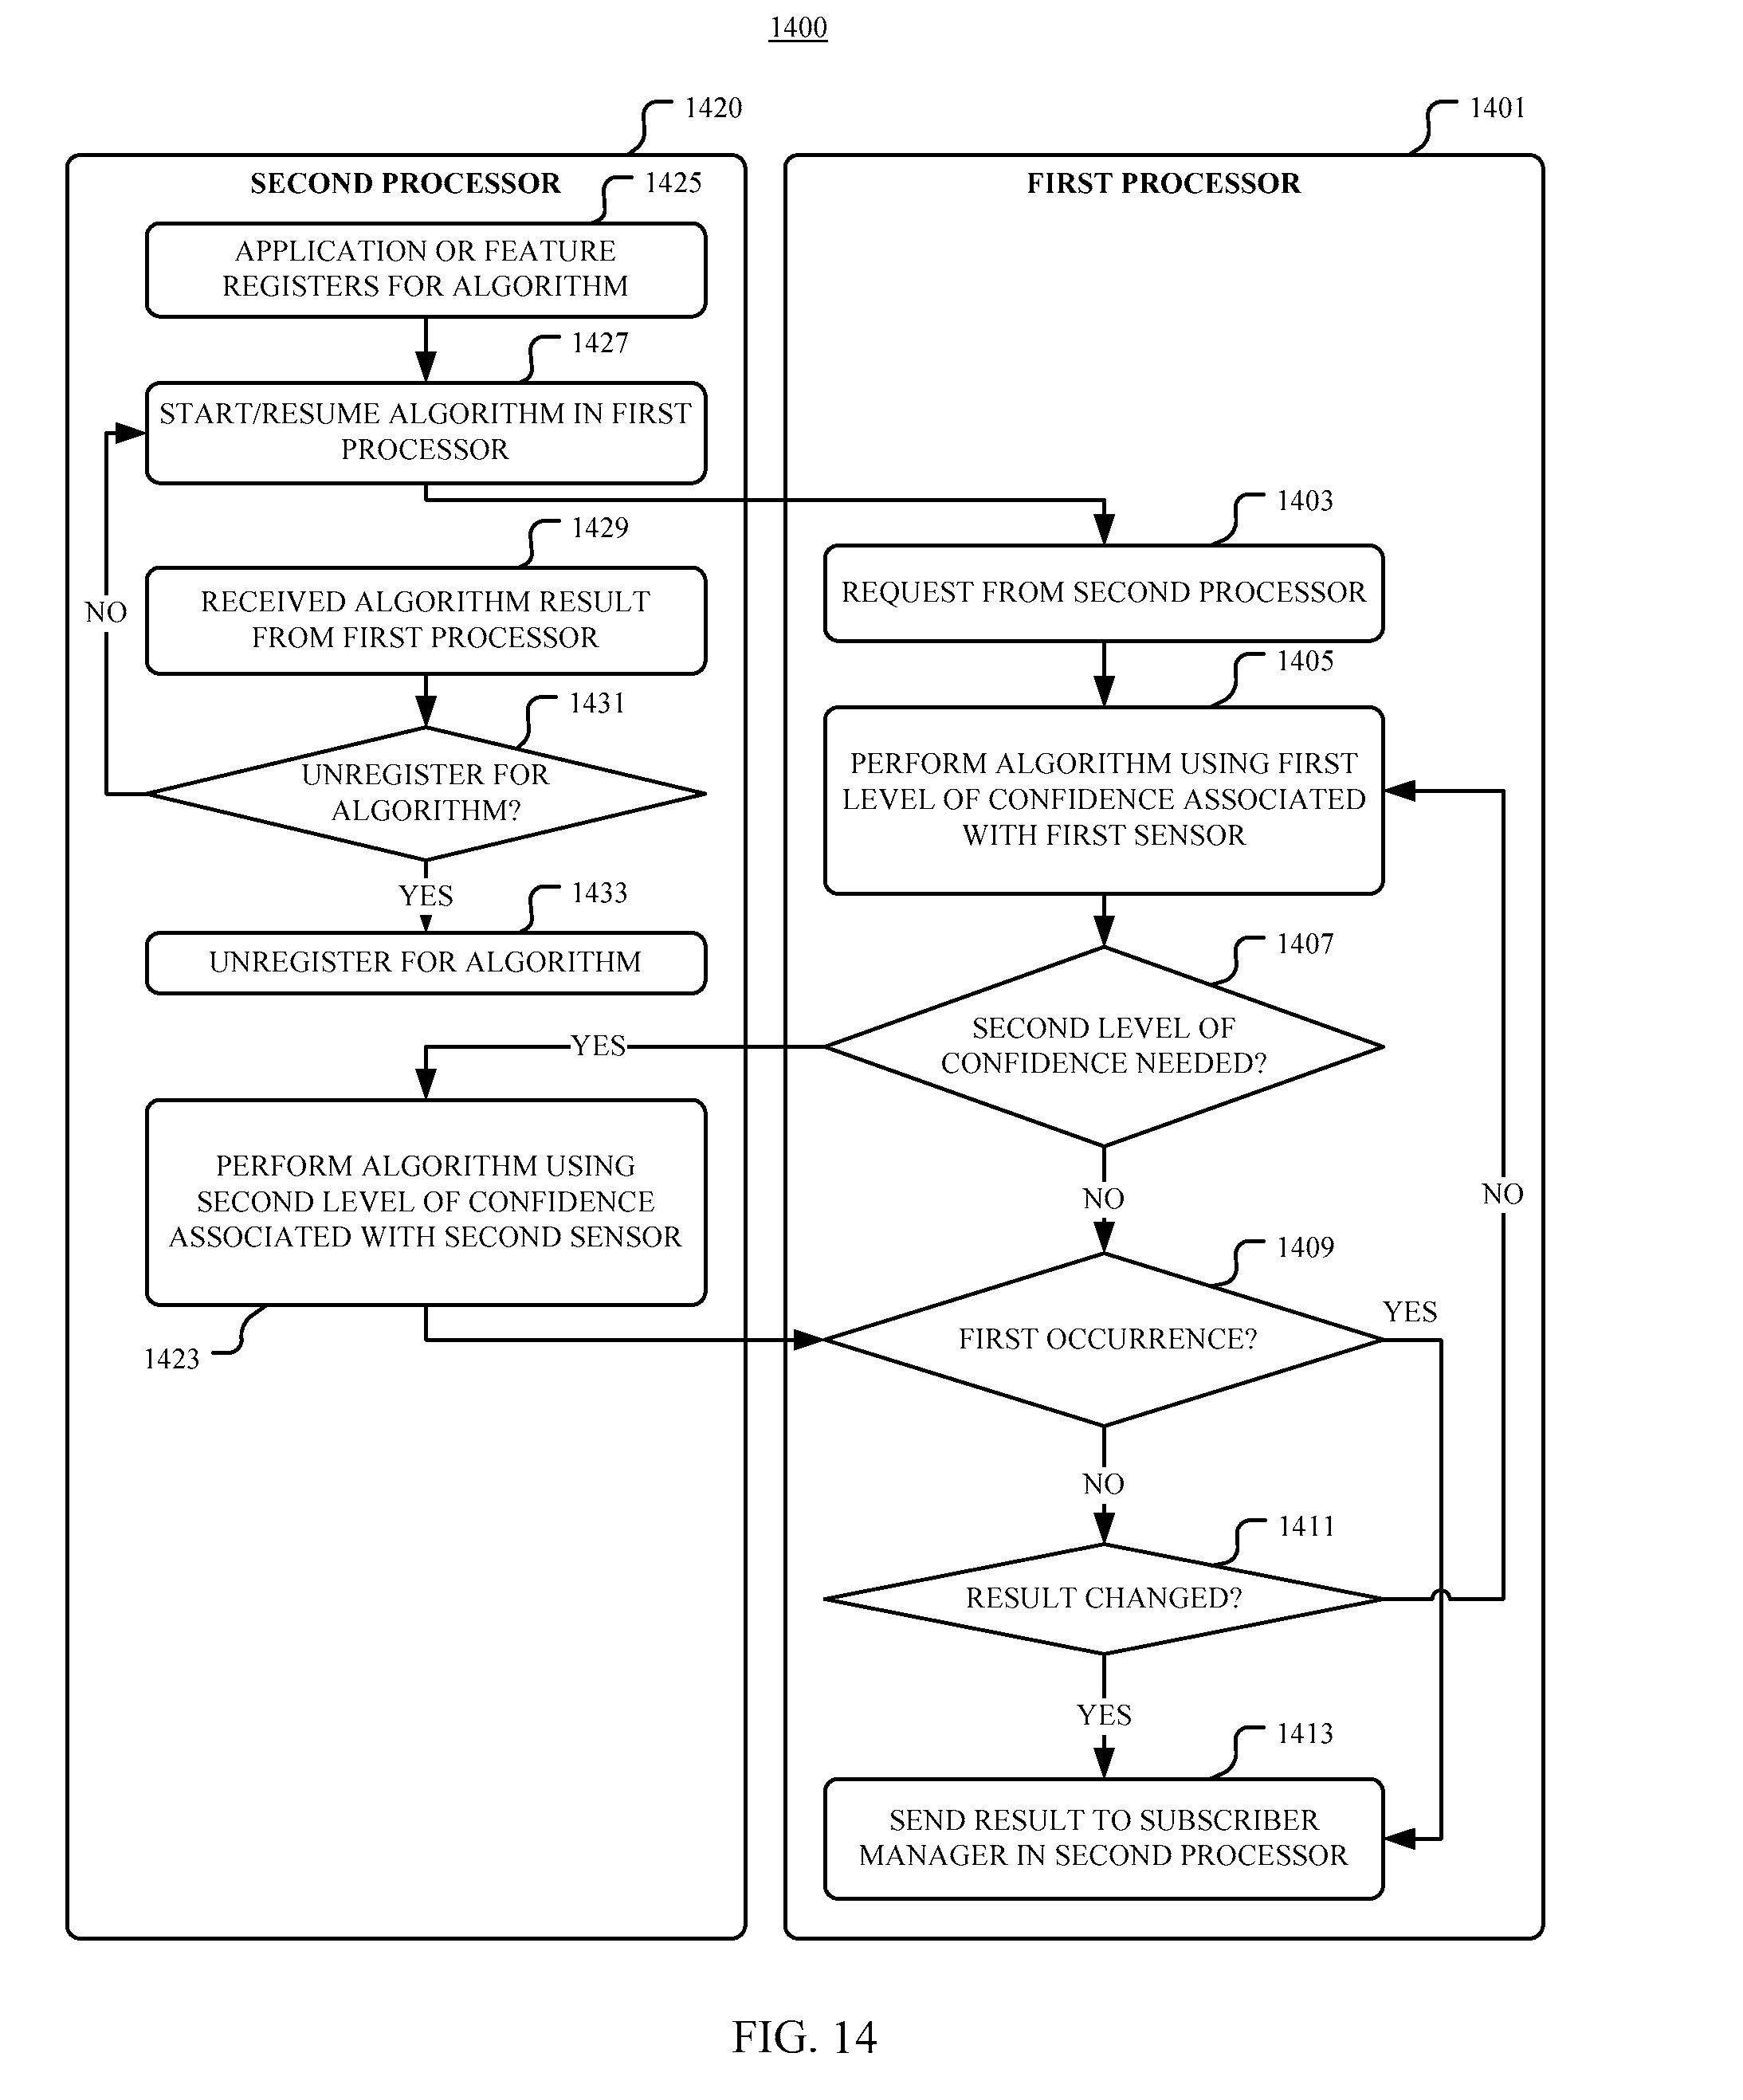 1400
1420
1401
SECOND PROCESSOR
1425
APPLICATION OR FEATURE
REGISTERS FOR ALGORITHM
1427
START/RESUME ALGORITHM IN FIRST
PROCESSOR
1429
RECEIVED ALGORITHM RESULT
FROM FIRST PROCESSOR
NO
1431
UNREGISTER FOR
ALGORITHM?
YES
1433
UNREGISTER FOR ALGORITHM
YES
PERFORM ALGORITHM USING
SECOND LEVEL OF CONFIDENCE
ASSOCIATED WITH SECOND SENSOR
1423
FIRST PROCESSOR
1403
REQUEST FROM SECOND PROCESSOR
1405
PERFORM ALGORITHM USING FIRST
LEVEL OF CONFIDENCE ASSOCIATED
WITH FIRST SENSOR
1407
SECOND LEVEL OF
CONFIDENCE NEEDED?
NO
NO
1409
YES
FIRST OCCURRENCE?
NO
1411
RESULT CHANGED?
YES
1413
SEND RESULT TO SUBSCRIBER
MANAGER IN SECOND PROCESSOR
FIG. 14